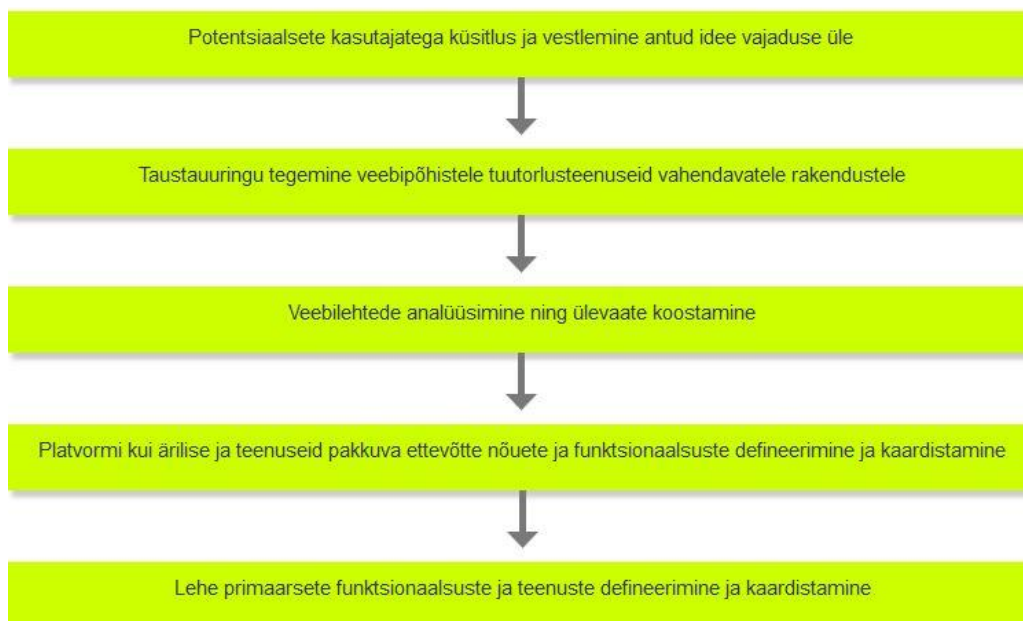 Potentsiaalsete kasutajatega küsitlus ja vestlemine antud idee vajaduse üle
Taustauuringu tegemine veebipõhistele tuutorlusteenuseid vahendavatele rakendustele
Veebilehtede analüüsimine ning ülevaate koostamine
Platvormi kui ärilise ja teenuseid pakkuva ettevõtte nõuete ja funktsionaalsuste defineerimine ja kaardistamine
Lehe primaarsete funktsionaalsuste ja teenuste defineerimine ja kaardistamine